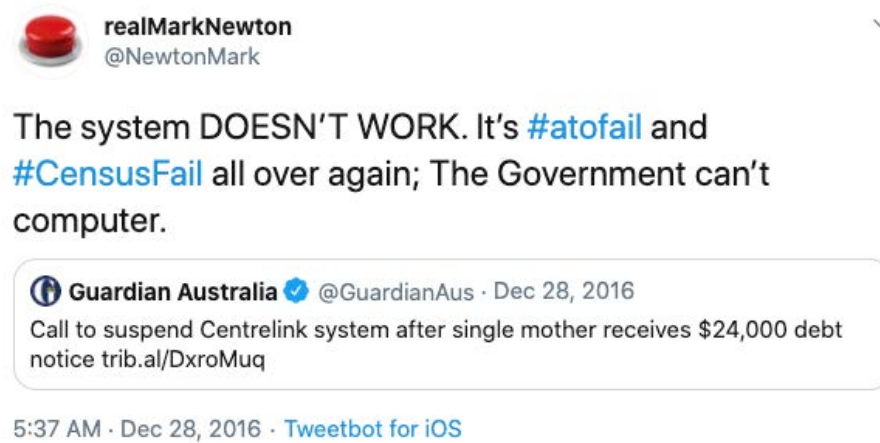 realMarkNewton
@NewtonMark
The system DOESN'T WORK. It's #atofail and
#CensusFail all over again; The Government can't
computer.
Guardian Australia @GuardianAus · Dec 28, 2016
Call to suspend Centrelink system after single mother receives $24,000 debt
notice trib.al/DxroMuq
5:37 AM · Dec 28, 2016 · Tweetbot for iOS